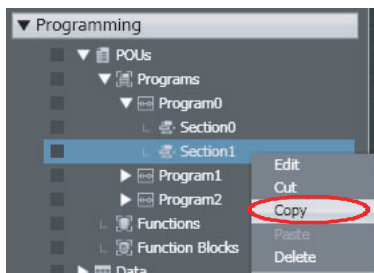 Programming
POUs
Programs
Program0
Section0
Section1
Edit
Cut
Program1
Copy
Program2
Paste
Functions
Function Blocks
Delete
Data